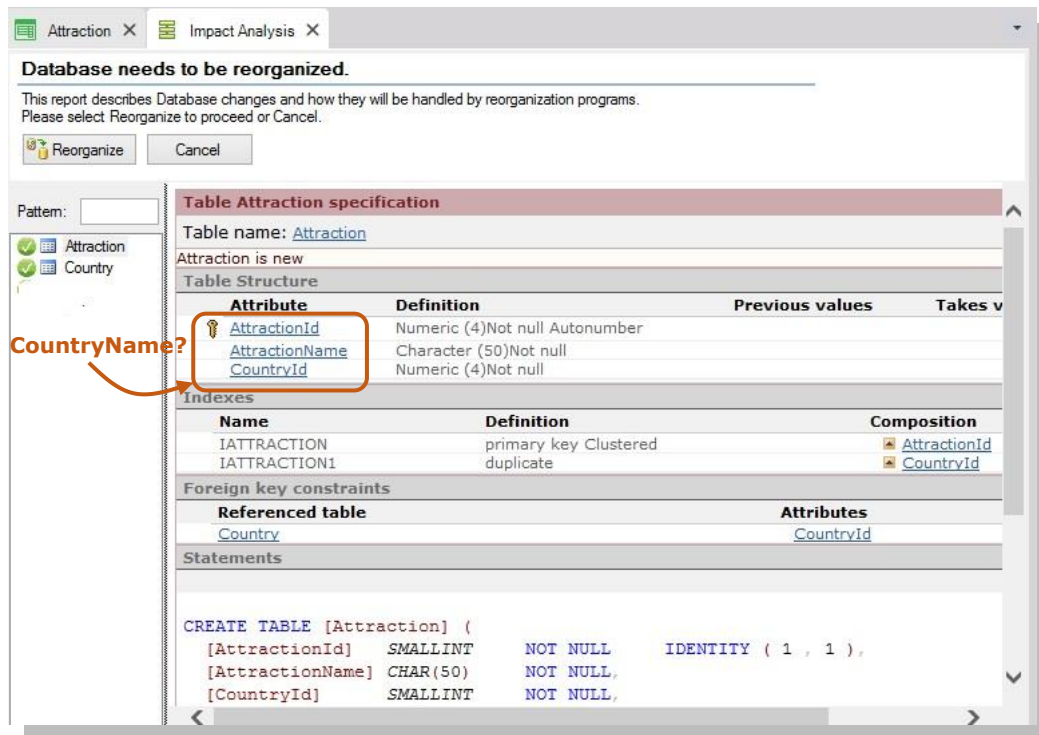 Attraction Impact Analysis
Database needs to be reorganized.
This report describes Database changes and how they will be handled by reorganization programs.
Please select Reorganize to proceed or Cancel.
Reorganize Cancel
Pattern:
Attraction
Country
CountryName?
Table Attraction specification
Table name: Attraction
Attraction is new
Table Structure
Attribute Definition Previous values Takes v
AttractionId Numeric (4)Not null Autonumber
AttractionName Character (50)Not null
CountryId Numeric (4)Not null
Indexes
Name Definition Composition
IATTRACTION primary key Clustered AttractionId
IATTRACTION1 duplicate CountryId
Foreign key constraints
Referenced table Attributes
Country CountryId
Statements
CREATE TABLE [Attraction] (
[AttractionId] SMALLINT NOT NULL IDENTITY ( 1 , 1 ),
[AttractionName] CHAR(50) NOT NULL,
[CountryId] SMALLINT NOT NULL,